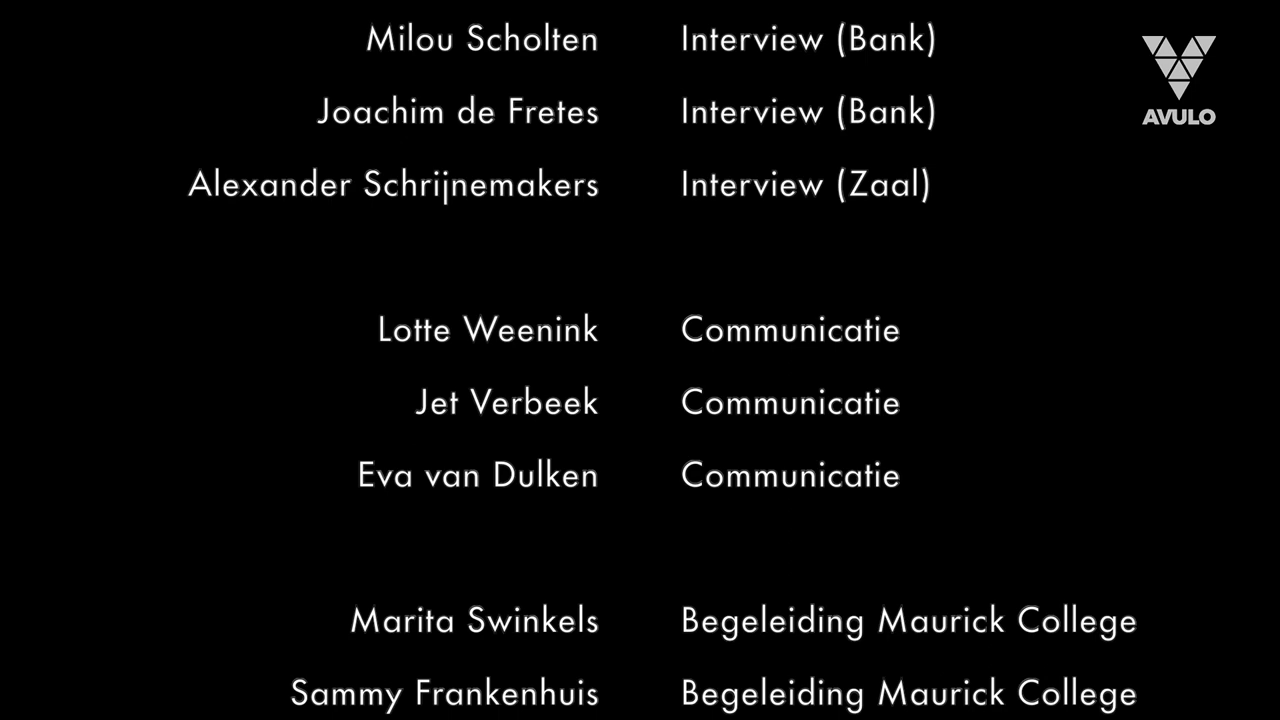 Milou Scholten Interview (Bank)
Joachim de Fretes Interview (Bank)
Alexander Schrijnemakers Interview (Zaal)
Lotte Weenink Communicatie
Jet Verbeek Communicatie
Eva van Dulken Communicatie
Marita Swinkels Begeleiding Maurick College
Sammy Frankenhuis Begeleiding Maurick College
AVULO